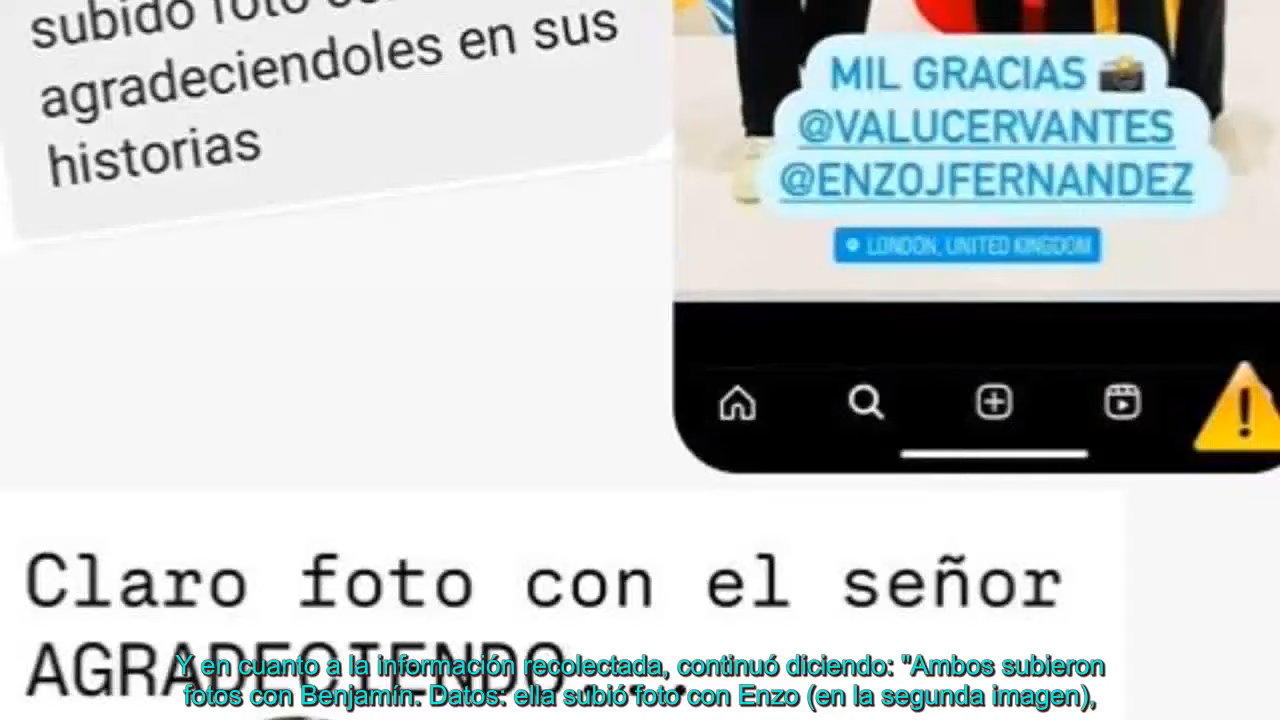 subido foto
agradeciendoles en sus
historias
MIL GRACIAS
@VALUCERVANTES
@ENZOJFERNANDEZ
LONDON, UNITED KINGDOM
Claro foto con el señor
AGRADECIENDO...
Y en cuanto a la información recolectada, continuó diciendo: "Ambos subieron
fotos con Benjamín. Datos: ella subió foto con Enzo (en la segunda imagen),